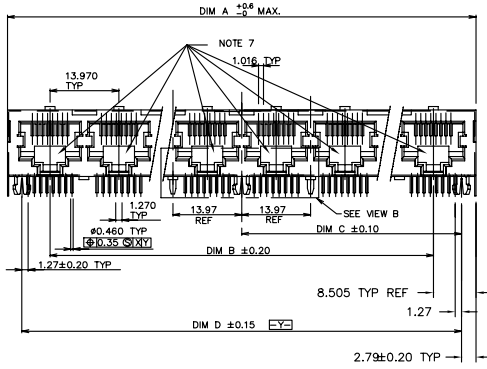 DIM A +0.6 -0 MAX.
NOTE 7
1.016 TYP
13.970
TYP
1.270
TYP
13.97
REF
13.97
REF
SEE VIEW B
ø0.460 TYP
⌖ 0.35 Ⓢ X Y
DIM C ±0.10
DIM B ±0.20
1.27±0.20 TYP
8.505 TYP REF
1.27
DIM D ±0.15 -Y-
2.79±0.20 TYP